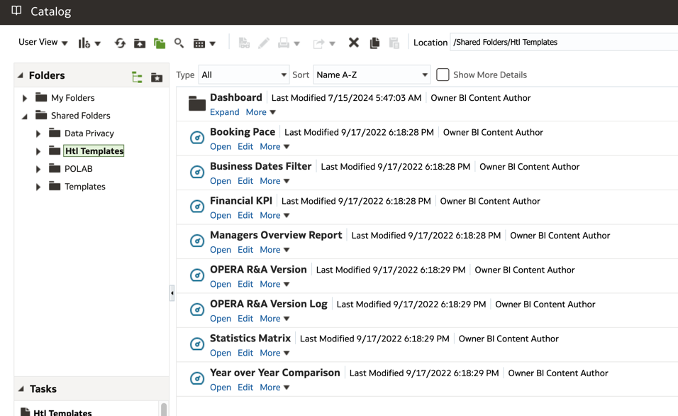 Catalog
User View
Location /Shared Folders/Htl Templates
Folders
My Folders
Shared Folders
Data Privacy
Htl Templates
POLAB
Templates
Tasks
Htl Templates
Type All Sort Name A-Z Show More Details
Dashboard Last Modified 7/15/2024 5:47:03 AM Owner BI Content Author
Expand More
Booking Pace Last Modified 9/17/2022 6:18:28 PM Owner BI Content Author
Open Edit More
Business Dates Filter Last Modified 9/17/2022 6:18:28 PM Owner BI Content Author
Open Edit More
Financial KPI Last Modified 9/17/2022 6:18:28 PM Owner BI Content Author
Open Edit More
Managers Overview Report Last Modified 9/17/2022 6:18:28 PM Owner BI Content Author
Open Edit More
OPERA R&A Version Last Modified 9/17/2022 6:18:29 PM Owner BI Content Author
Open Edit More
OPERA R&A Version Log Last Modified 9/17/2022 6:18:29 PM Owner BI Content Author
Open Edit More
Statistics Matrix Last Modified 9/17/2022 6:18:29 PM Owner BI Content Author
Open Edit More
Year over Year Comparison Last Modified 9/17/2022 6:18:29 PM Owner BI Content Author
Open Edit More